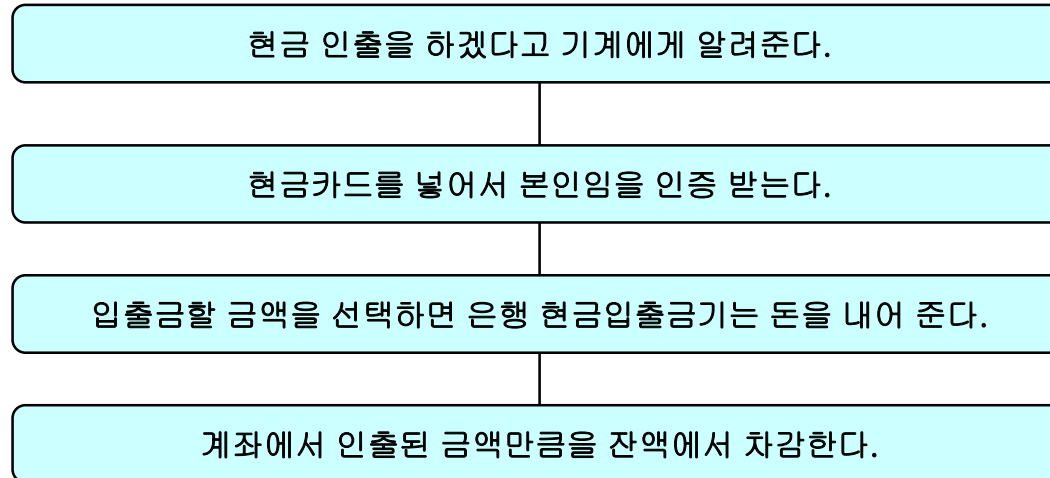 현금 인출을 하겠다고 기계에게 알려준다.
현금카드를 넣어서 본인임을 인증 받는다.
입출금할 금액을 선택하면 은행 현금입출금기는 돈을 내어 준다.
계좌에서 인출된 금액만큼을 잔액에서 차감한다.